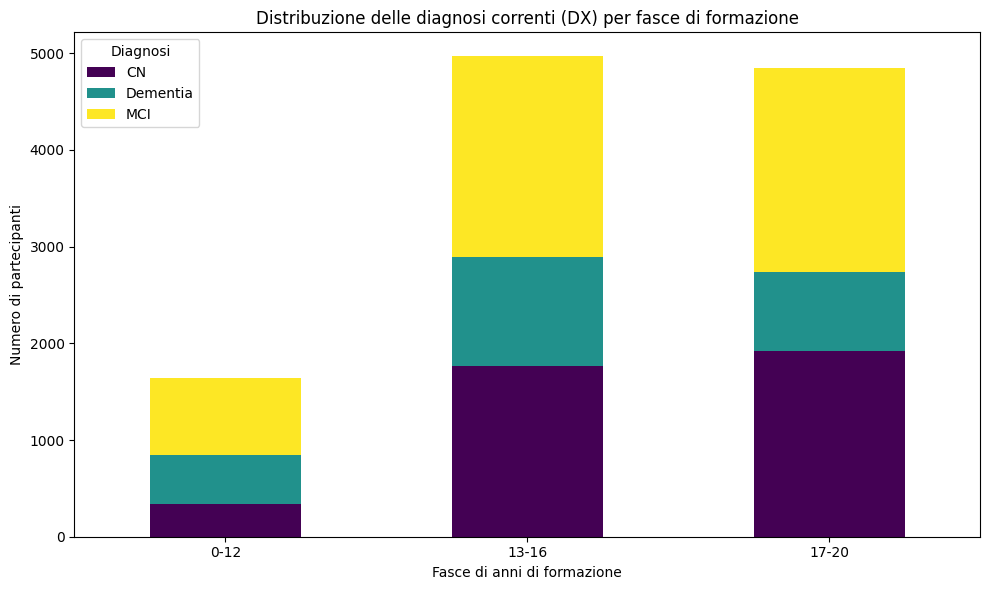 Distribuzione delle diagnosi correnti (DX) per fasce di formazione
Diagnosi
CN
Dementia
MCI
Numero di partecipanti
5000
4000
3000
2000
1000
0
0-12
13-16
17-20
Fasce di anni di formazione